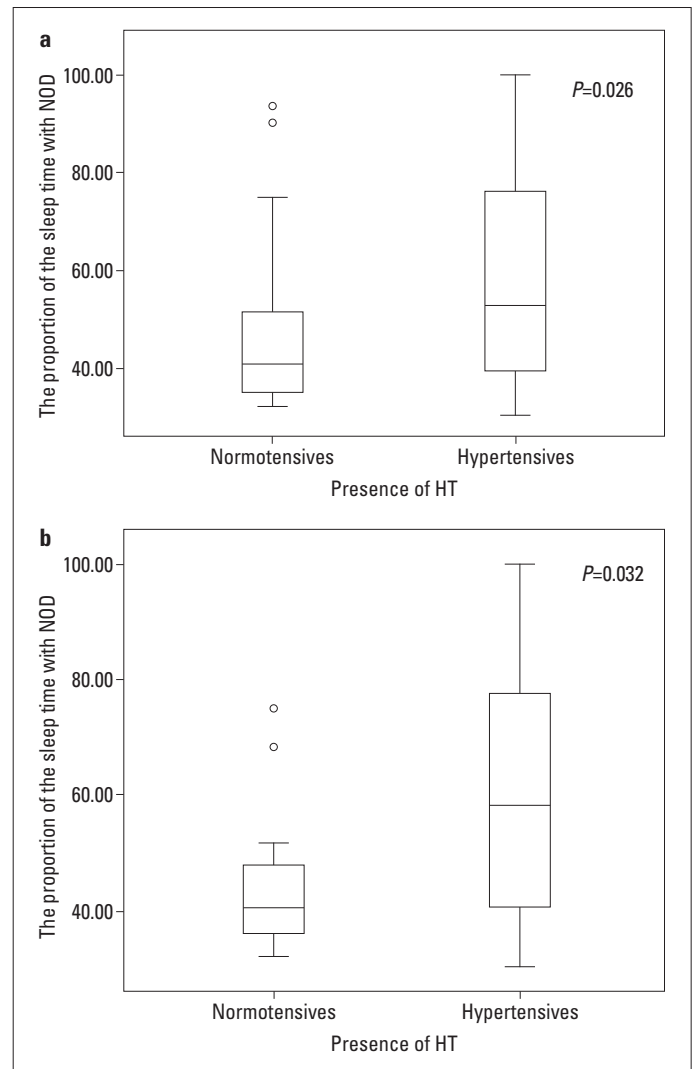 a
The proportion of the sleep time with NOD
100.00
80.00
60.00
40.00
P=0.026
Normotensives Hypertensives
Presence of HT
b
The proportion of the sleep time with NOD
100.00
80.00
60.00
40.00
P=0.032
Normotensives Hypertensives
Presence of HT